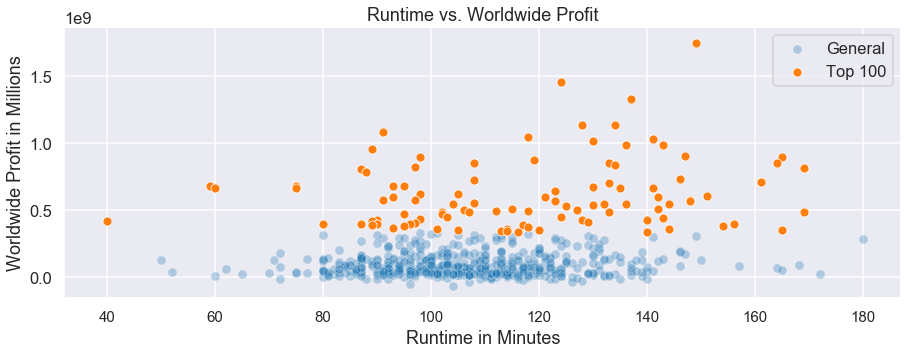 Runtime vs. Worldwide Profit
1e9
Worldwide Profit in Millions
1.5
1.0
0.5
0.0
General
Top 100
40 60 80 100 120 140 160 180
Runtime in Minutes